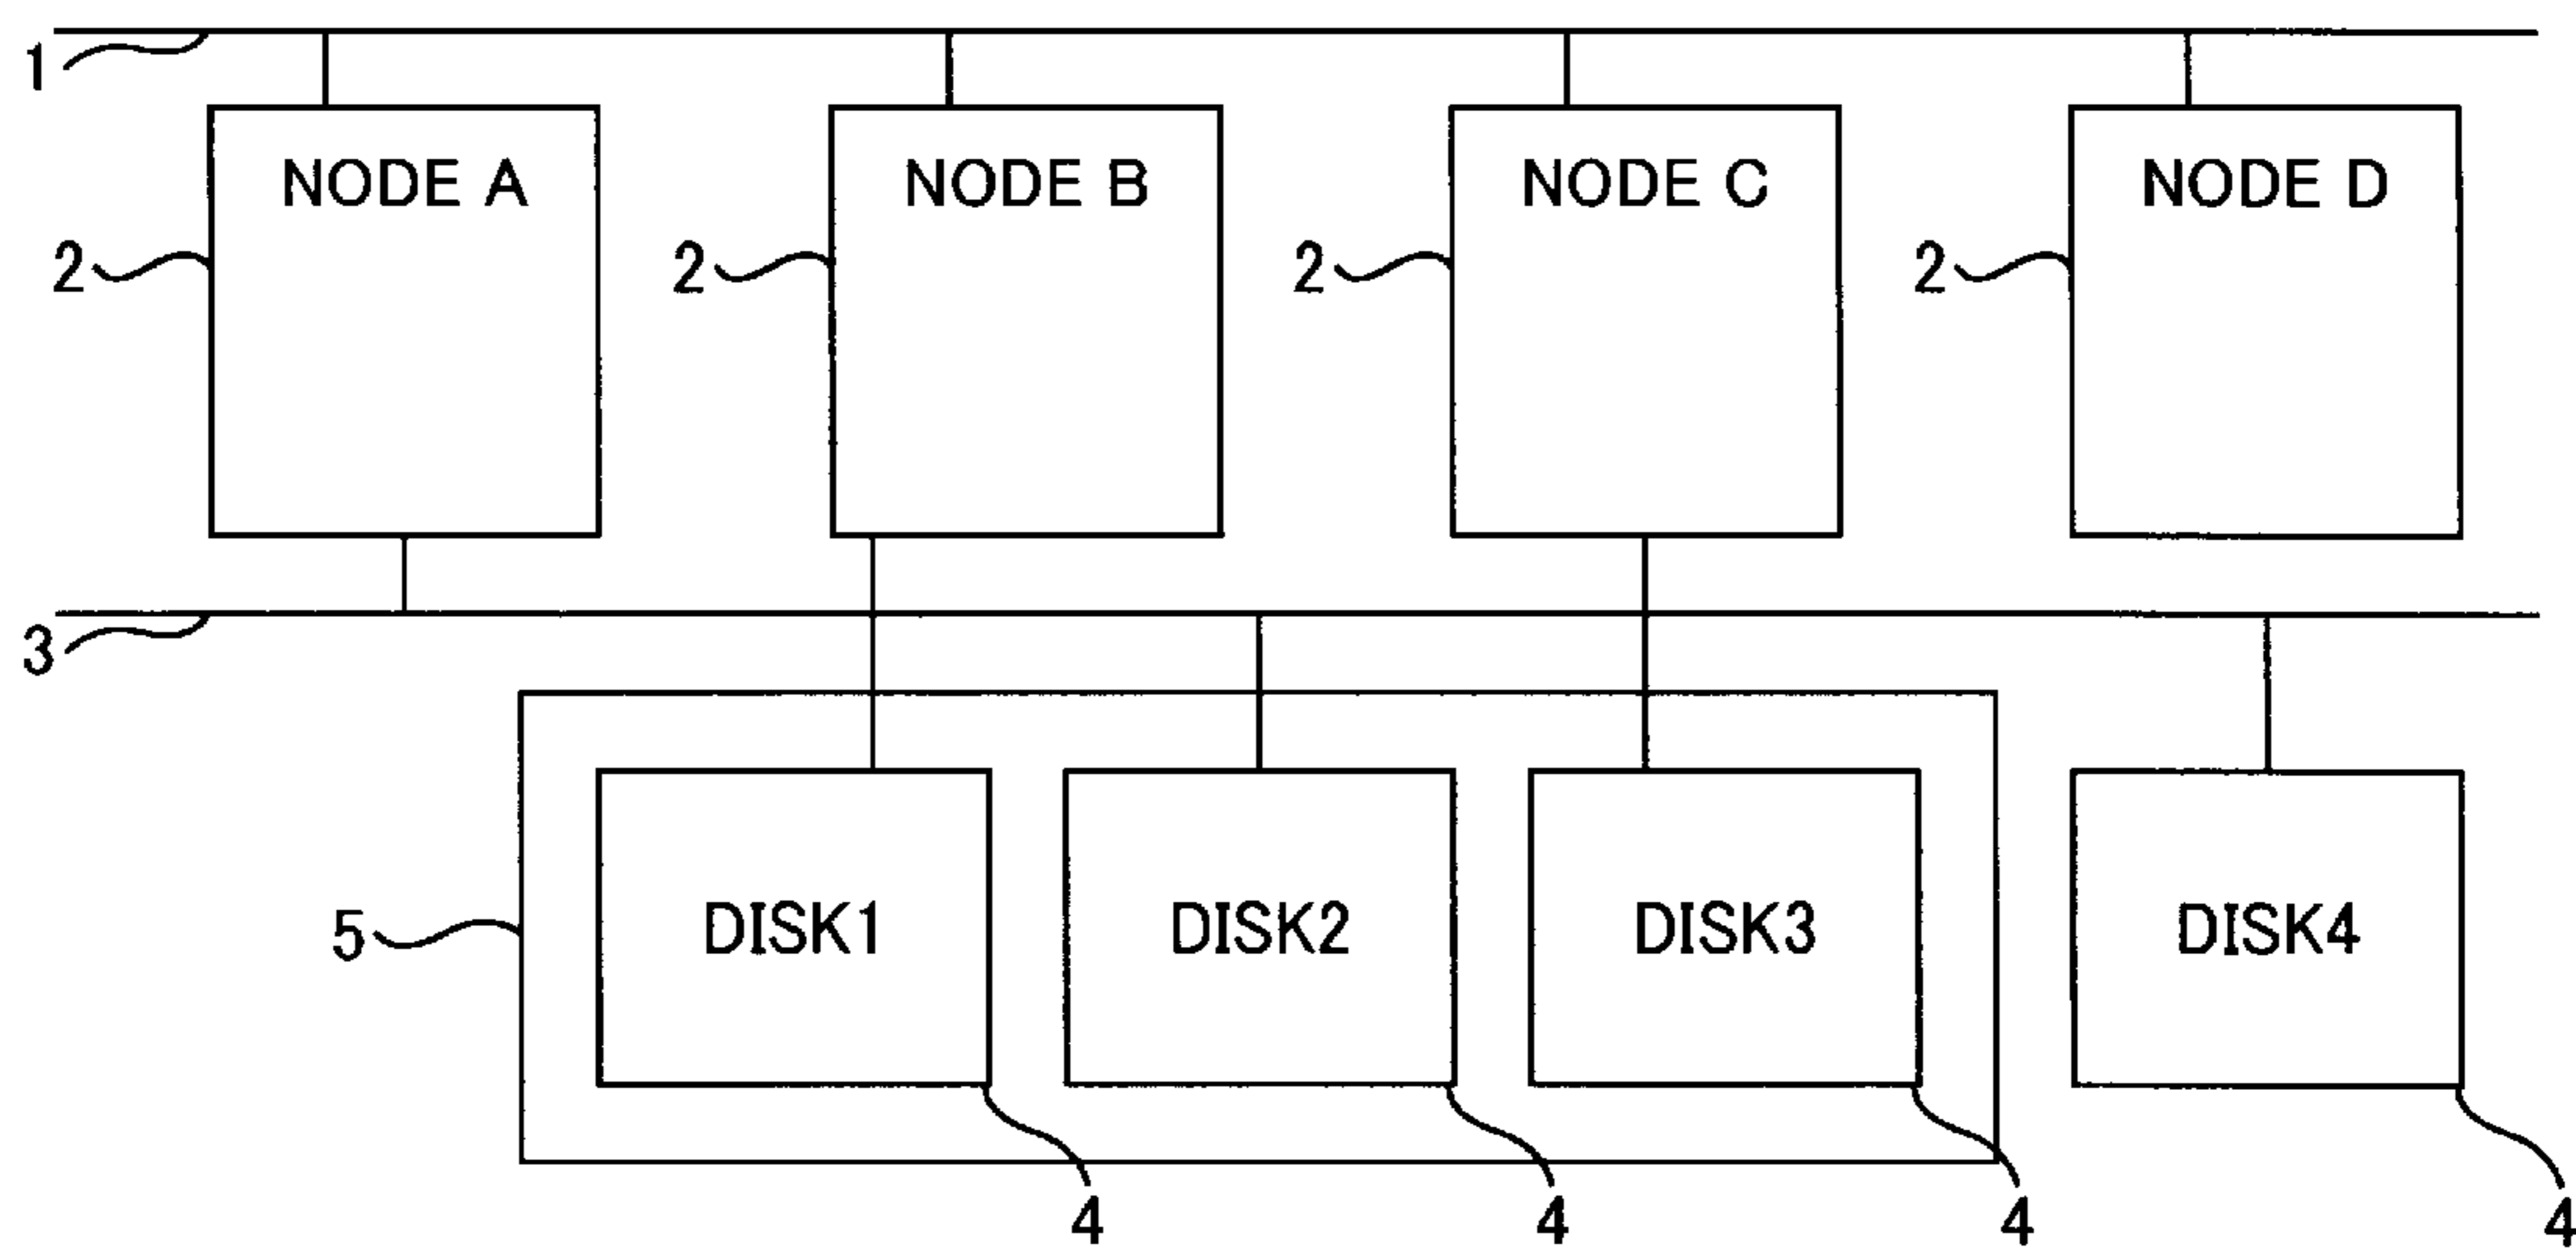 1
NODE A NODE B NODE C NODE D
2 2 2 2
3
5 DISK1 DISK2 DISK3 DISK4
4 4 4 4